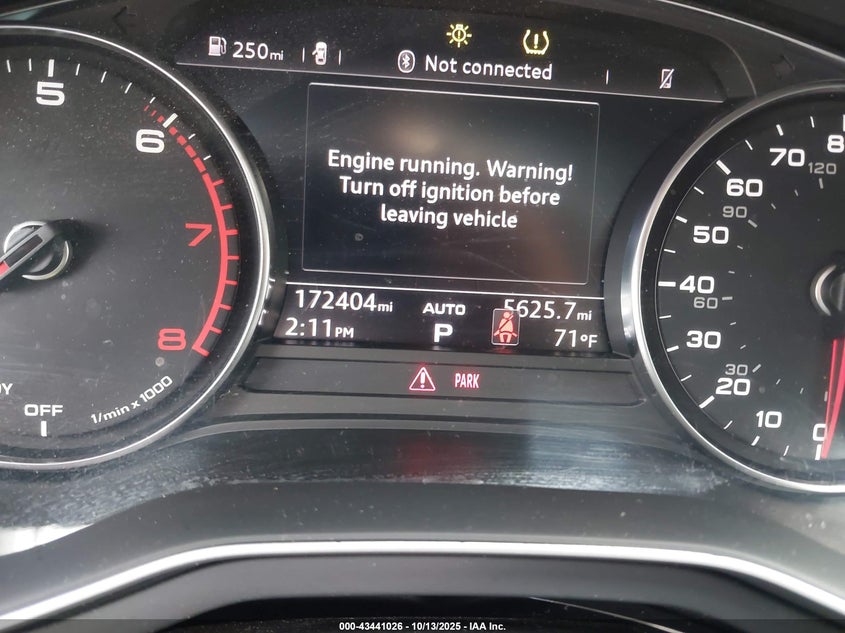 250mi
Not connected
5
6
7
8
DY
OFF
1/min x 1000
Engine running. Warning!
Turn off ignition before
leaving vehicle
172404mi
AUTO
5625.7mi
2:11PM
P
71°F
PARK
8
70
120
60
90
50
40
60
30
30
20
10
0
000-43441026 - 10/13/2025 - IAA Inc.